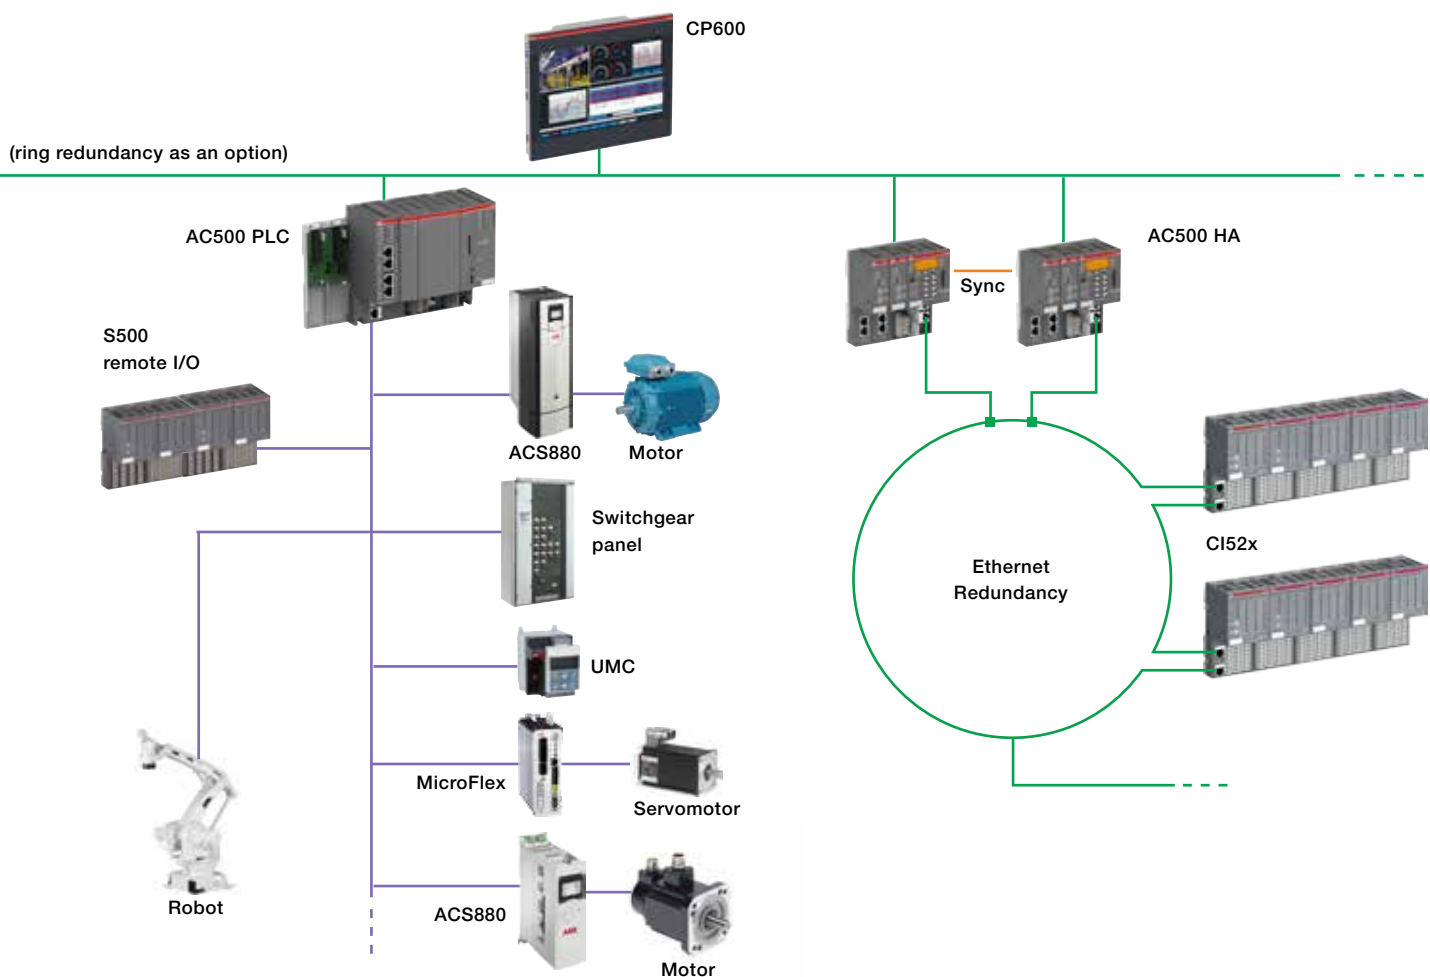 CP600
(ring redundancy as an option)
AC500 PLC
AC500 HA
Sync
S500
remote I/O
ACS880
Motor
Switchgear
panel
CI52x
Ethernet
Redundancy
UMC
MicroFlex
Servomotor
Robot
ACS880
ABB
Motor